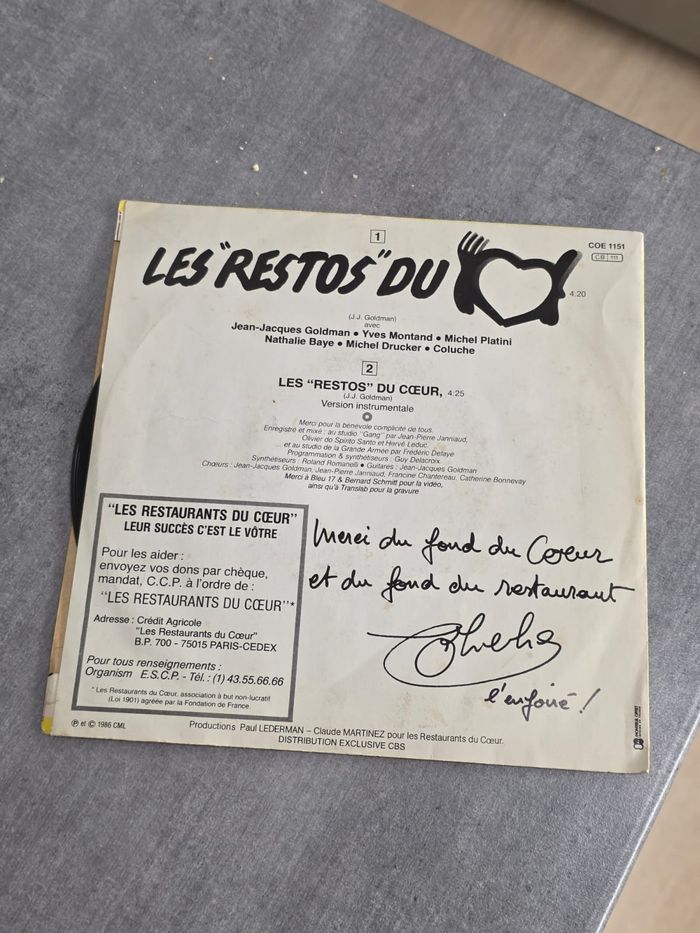 1
LES "RESTOS" DU
COE 1151
CB 111
4:20
(J.J. Goldman)
avec
Jean-Jacques Goldman • Yves Montand • Michel Platini
Nathalie Baye • Michel Drucker • Coluche
2
LES "RESTOS" DU CŒUR, 4:25
(J.J. Goldman)
Version instrumentale
Merci pour la bénévole complicité de tous.
Enregistré et mixé : au studio "Gang" par Jean-Pierre Janniaud,
Olivier do Spirito Santo et Hervé Leduc.
... et au studio de la Grande Armée par Frédéric Delaye
Programmation & synthétiseurs : Guy Delacroix.
Synthétiseurs : Roland Romanelli • Guitares : Jean-Jacques Goldman
Chœurs : Jean-Jacques Goldman, Jean-Pierre Janniaud, Francine Chantereau, Catherine Bonnevay
Merci à Bleu 17 & Bernard Schmitt pour la vidéo,
ainsi qu'à Translab pour la gravure
"LES RESTAURANTS DU CŒUR"
LEUR SUCCÈS C'EST LE VÔTRE
Pour les aider :
envoyez vos dons par chèque,
mandat, C.C.P. à l'ordre de :
"LES RESTAURANTS DU CŒUR"*
Adresse : Crédit Agricole
"Les Restaurants du Cœur"
B.P. 700 - 75015 PARIS-CEDEX
Pour tous renseignements :
Organism E.S.C.P. - Tél. : (1) 43.55.66.66
* Les Restaurants du Cœur, association à but non-lucratif
(Loi 1901) agréée par la Fondation de France.
Merci du fond du Coeur
et du fond du restaurant
Coluche
l'enfoiré !
℗ et © 1986 CML
Productions Paul LEDERMAN – Claude MARTINEZ pour les Restaurants du Cœur.
DISTRIBUTION EXCLUSIVE CBS